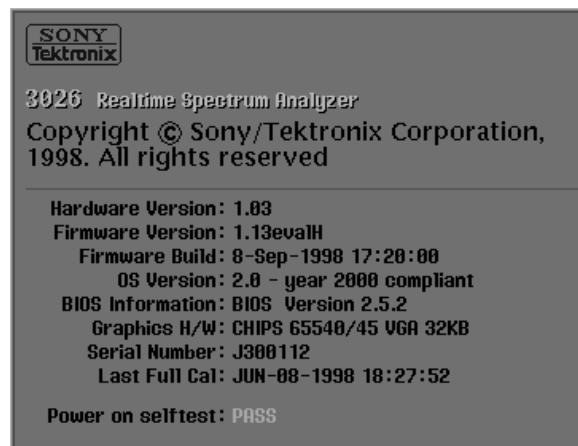 SONY
Tektronix
3026 Realtime Spectrum Analyzer
Copyright © Sony/Tektronix Corporation,
1998. All rights reserved
Hardware Version: 1.03
Firmware Version: 1.13evalH
Firmware Build: 8-Sep-1998 17:20:00
OS Version: 2.0 - year 2000 compliant
BIOS Information: BIOS Version 2.5.2
Graphics H/W: CHIPS 65540/45 VGA 32KB
Serial Number: J300112
Last Full Cal: JUN-08-1998 18:27:52
Power on selftest: PASS